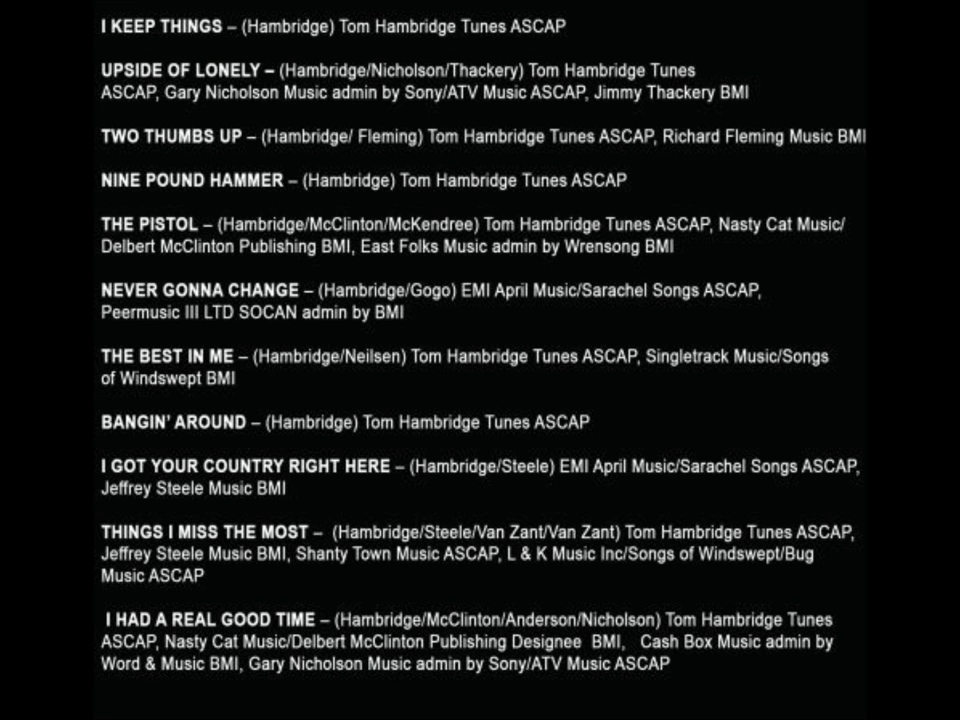 I KEEP THINGS – (Hambridge) Tom Hambridge Tunes ASCAP
UPSIDE OF LONELY – (Hambridge/Nicholson/Thackery) Tom Hambridge Tunes
ASCAP, Gary Nicholson Music admin by Sony/ATV Music ASCAP, Jimmy Thackery BMI
TWO THUMBS UP – (Hambridge/ Fleming) Tom Hambridge Tunes ASCAP, Richard Fleming Music BMI
NINE POUND HAMMER – (Hambridge) Tom Hambridge Tunes ASCAP
THE PISTOL – (Hambridge/McClinton/McKendree) Tom Hambridge Tunes ASCAP, Nasty Cat Music/
Delbert McClinton Publishing BMI, East Folks Music admin by Wrensong BMI
NEVER GONNA CHANGE – (Hambridge/Gogo) EMI April Music/Sarachel Songs ASCAP,
Peermusic III LTD SOCAN admin by BMI
THE BEST IN ME – (Hambridge/Neilsen) Tom Hambridge Tunes ASCAP, Singletrack Music/Songs
of Windswept BMI
BANGIN' AROUND – (Hambridge) Tom Hambridge Tunes ASCAP
I GOT YOUR COUNTRY RIGHT HERE – (Hambridge/Steele) EMI April Music/Sarachel Songs ASCAP,
Jeffrey Steele Music BMI
THINGS I MISS THE MOST – (Hambridge/Steele/Van Zant/Van Zant) Tom Hambridge Tunes ASCAP,
Jeffrey Steele Music BMI, Shanty Town Music ASCAP, L & K Music Inc/Songs of Windswept/Bug
Music ASCAP
I HAD A REAL GOOD TIME – (Hambridge/McClinton/Anderson/Nicholson) Tom Hambridge Tunes
ASCAP, Nasty Cat Music/Delbert McClinton Publishing Designee BMI, Cash Box Music admin by
Word & Music BMI, Gary Nicholson Music admin by Sony/ATV Music ASCAP